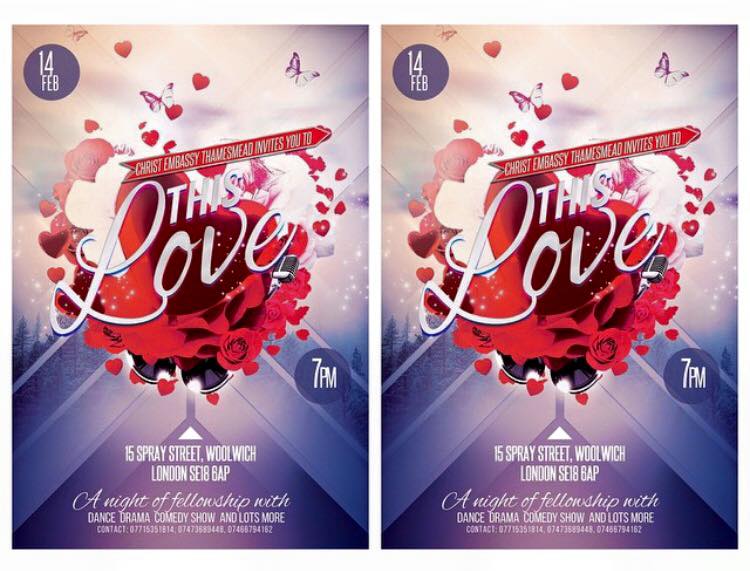 14
FEB
CHRIST EMBASSY THAMESMEAD INVITES YOU TO
THIS
Love
7PM
15 SPRAY STREET, WOOLWICH
LONDON SE18 6AP
A night of fellowship with
DANCE DRAMA COMEDY SHOW AND LOTS MORE
CONTACT: 07715351814, 07473689448, 07466794162
14
FEB
CHRIST EMBASSY THAMESMEAD INVITES YOU TO
THIS
Love
7PM
15 SPRAY STREET, WOOLWICH
LONDON SE18 6AP
A night of fellowship with
DANCE DRAMA COMEDY SHOW AND LOTS MORE
CONTACT: 07715351814, 07473689448, 07466794162